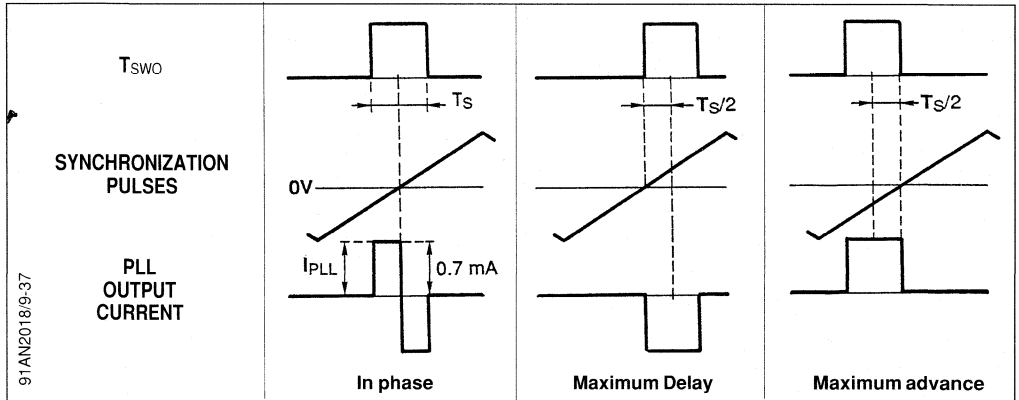 TSWO
TS
TS/2
TS/2
SYNCHRONIZATION
PULSES
0V
PLL
OUTPUT
CURRENT
IPLL
0.7 mA
In phase
Maximum Delay
Maximum advance
91AN2018/9-37